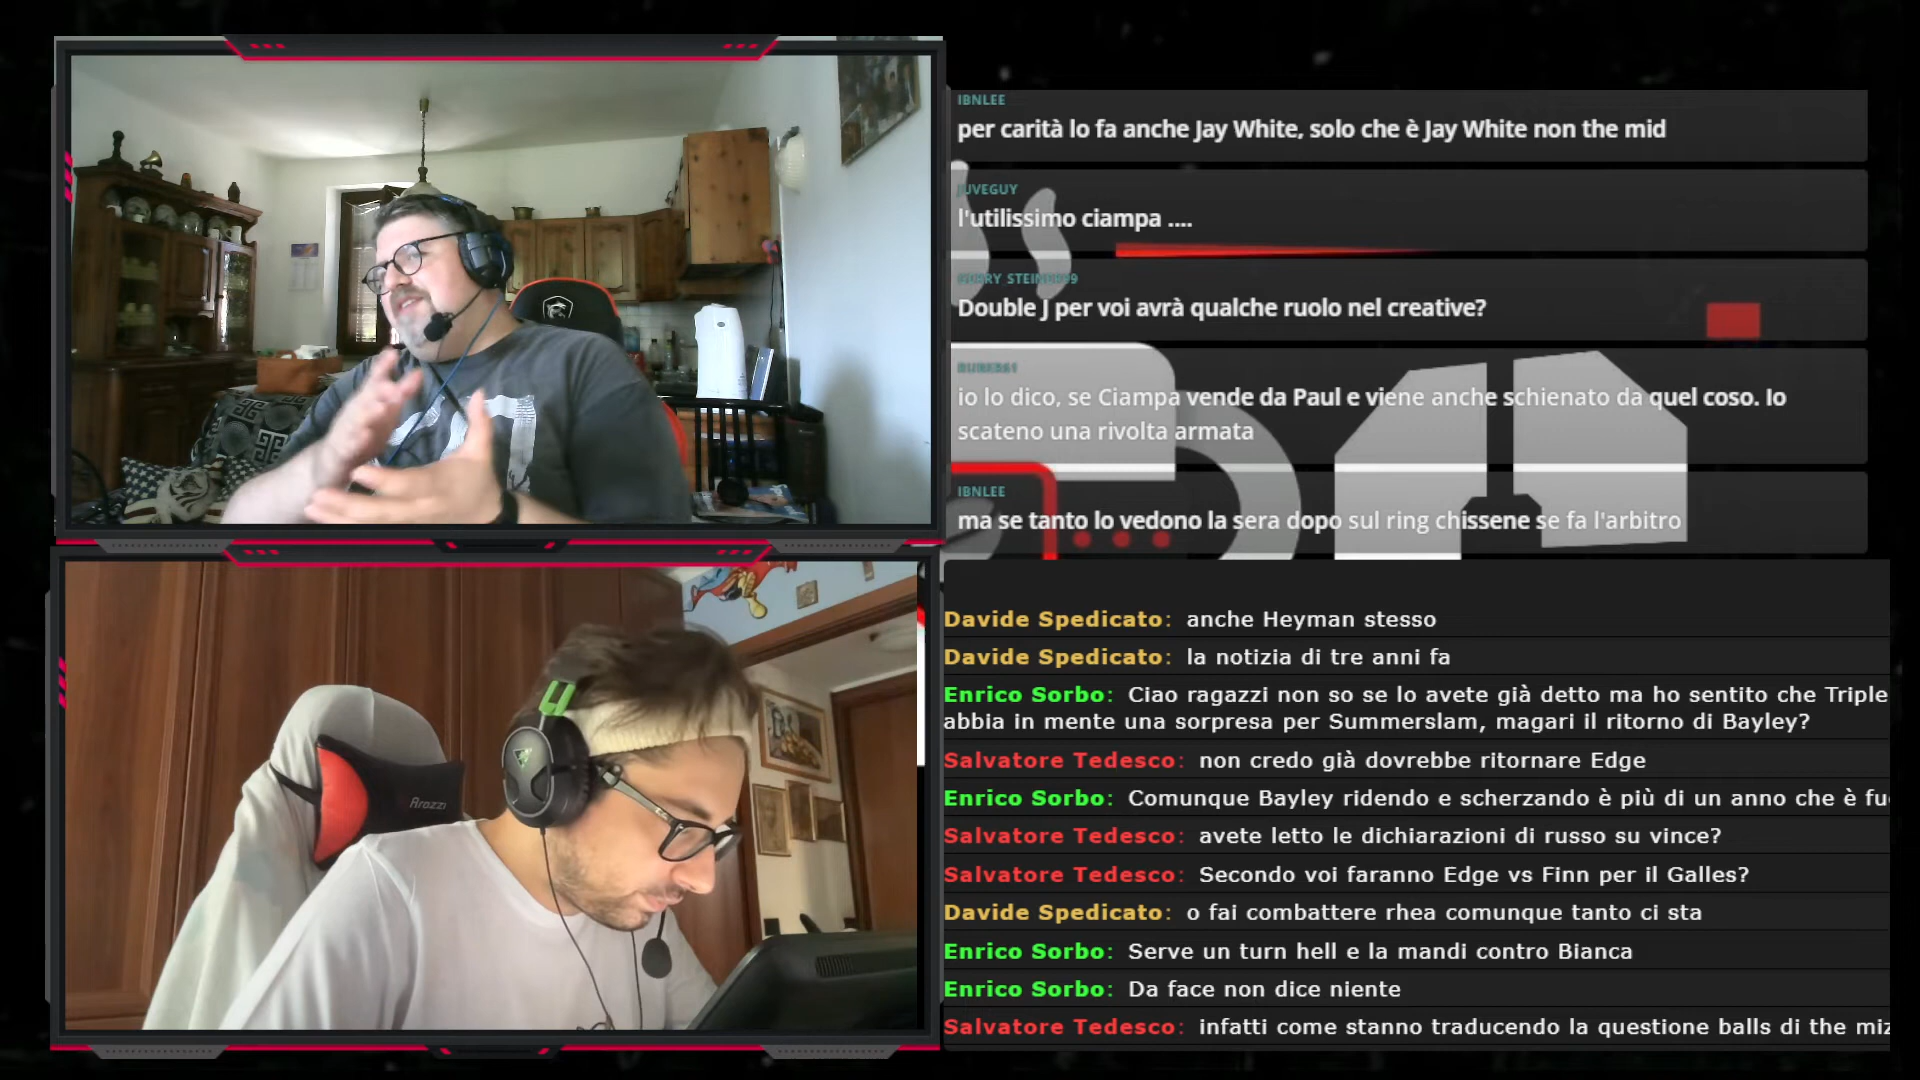 IBNLEE
per carità lo fa anche Jay White, solo che è Jay White non the mid
JUVEGUY
l'utilissimo ciampa ....
Double J per voi avrà qualche ruolo nel creative?
io lo dico, se Ciampa vende da Paul e viene anche schienato da quel coso. Io
scateno una rivolta armata
IBNLEE
ma se tanto lo vedono la sera dopo sul ring chissene se fa l'arbitro
Davide Spedicato: anche Heyman stesso
Davide Spedicato: la notizia di tre anni fa
Enrico Sorbo: Ciao ragazzi non so se lo avete già detto ma ho sentito che Triple
abbia in mente una sorpresa per Summerslam, magari il ritorno di Bayley?
Salvatore Tedesco: non credo già dovrebbe ritornare Edge
Enrico Sorbo: Comunque Bayley ridendo e scherzando è più di un anno che è fu
Salvatore Tedesco: avete letto le dichiarazioni di russo su vince?
Salvatore Tedesco: Secondo voi faranno Edge vs Finn per il Galles?
Davide Spedicato: o fai combattere rhea comunque tanto ci sta
Enrico Sorbo: Serve un turn hell e la mandi contro Bianca
Enrico Sorbo: Da face non dice niente
Salvatore Tedesco: infatti come stanno traducendo la questione balls di the miz
Arozzi